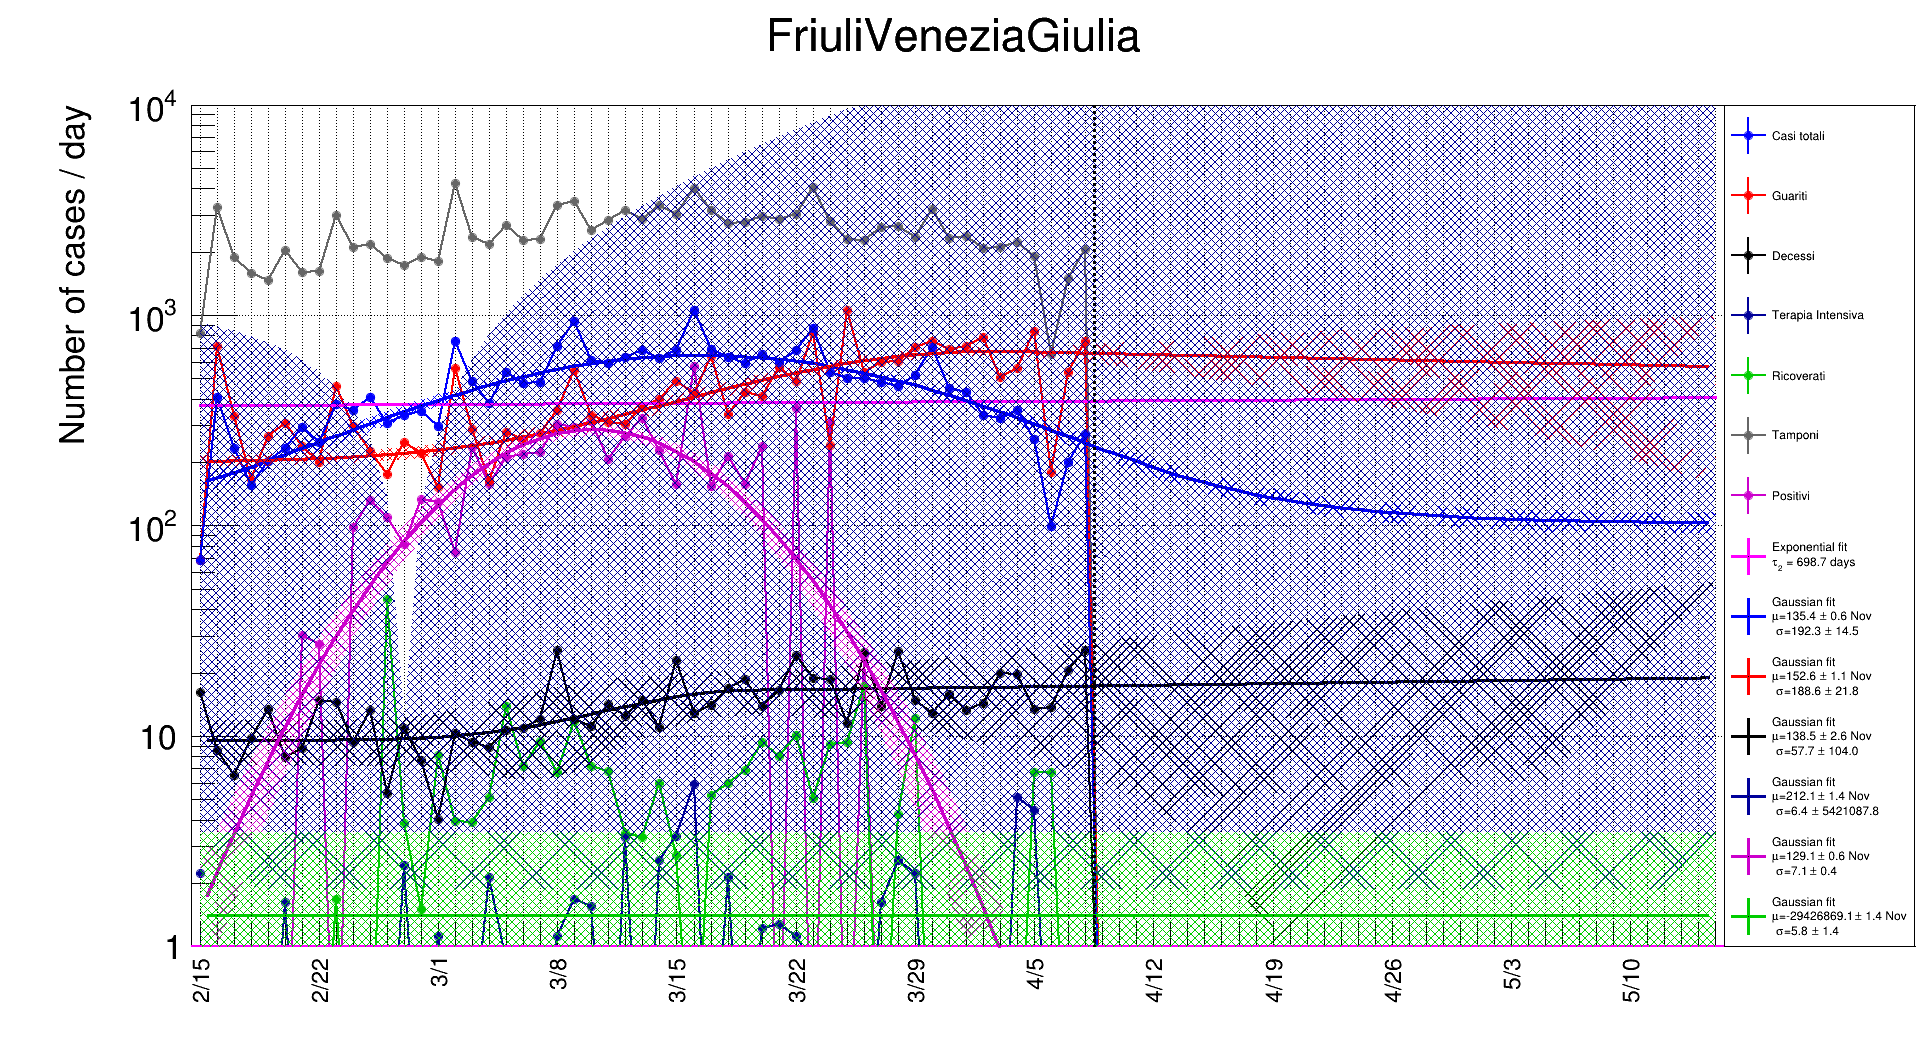 FriuliVeneziaGiulia
Number of cases / day
10^4
10^3
10^2
10
1
2/15
2/22
3/1
3/8
3/15
3/22
3/29
4/5
4/12
4/19
4/26
5/3
5/10
Casi totali
Guariti
Decessi
Terapia Intensiva
Ricoverati
Tamponi
Positivi
Exponential fit
τ_2 = 698.7 days
Gaussian fit
μ=135.4 ± 0.6 Nov
σ=192.3 ± 14.5
Gaussian fit
μ=152.6 ± 1.1 Nov
σ=188.6 ± 21.8
Gaussian fit
μ=138.5 ± 2.6 Nov
σ=57.7 ± 104.0
Gaussian fit
μ=212.1 ± 1.4 Nov
σ=6.4 ± 5421087.8
Gaussian fit
μ=129.1 ± 0.6 Nov
σ=7.1 ± 0.4
Gaussian fit
μ=-29426869.1 ± 1.4 Nov
σ=5.8 ± 1.4